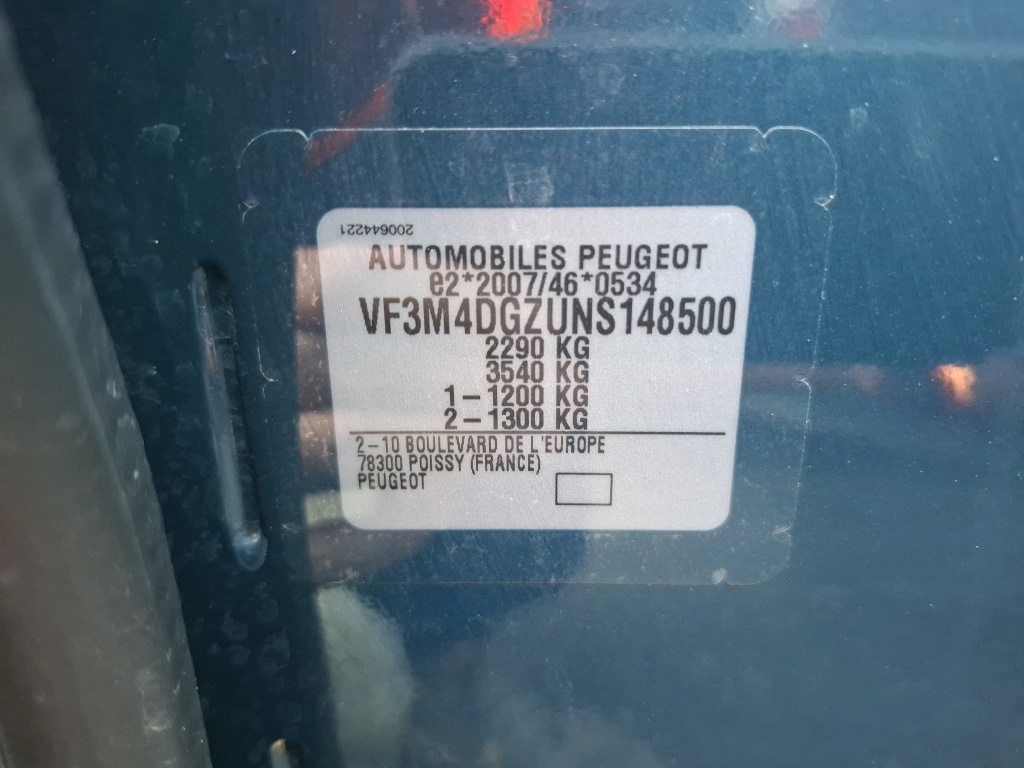 200644221
AUTOMOBILES PEUGEOT
e2*2007/46*0534
VF3M4DGZUNS148500
2290 KG
3540 KG
1-1200 KG
2-1300 KG
2-10 BOULEVARD DE L'EUROPE
78300 POISSY (FRANCE)
PEUGEOT